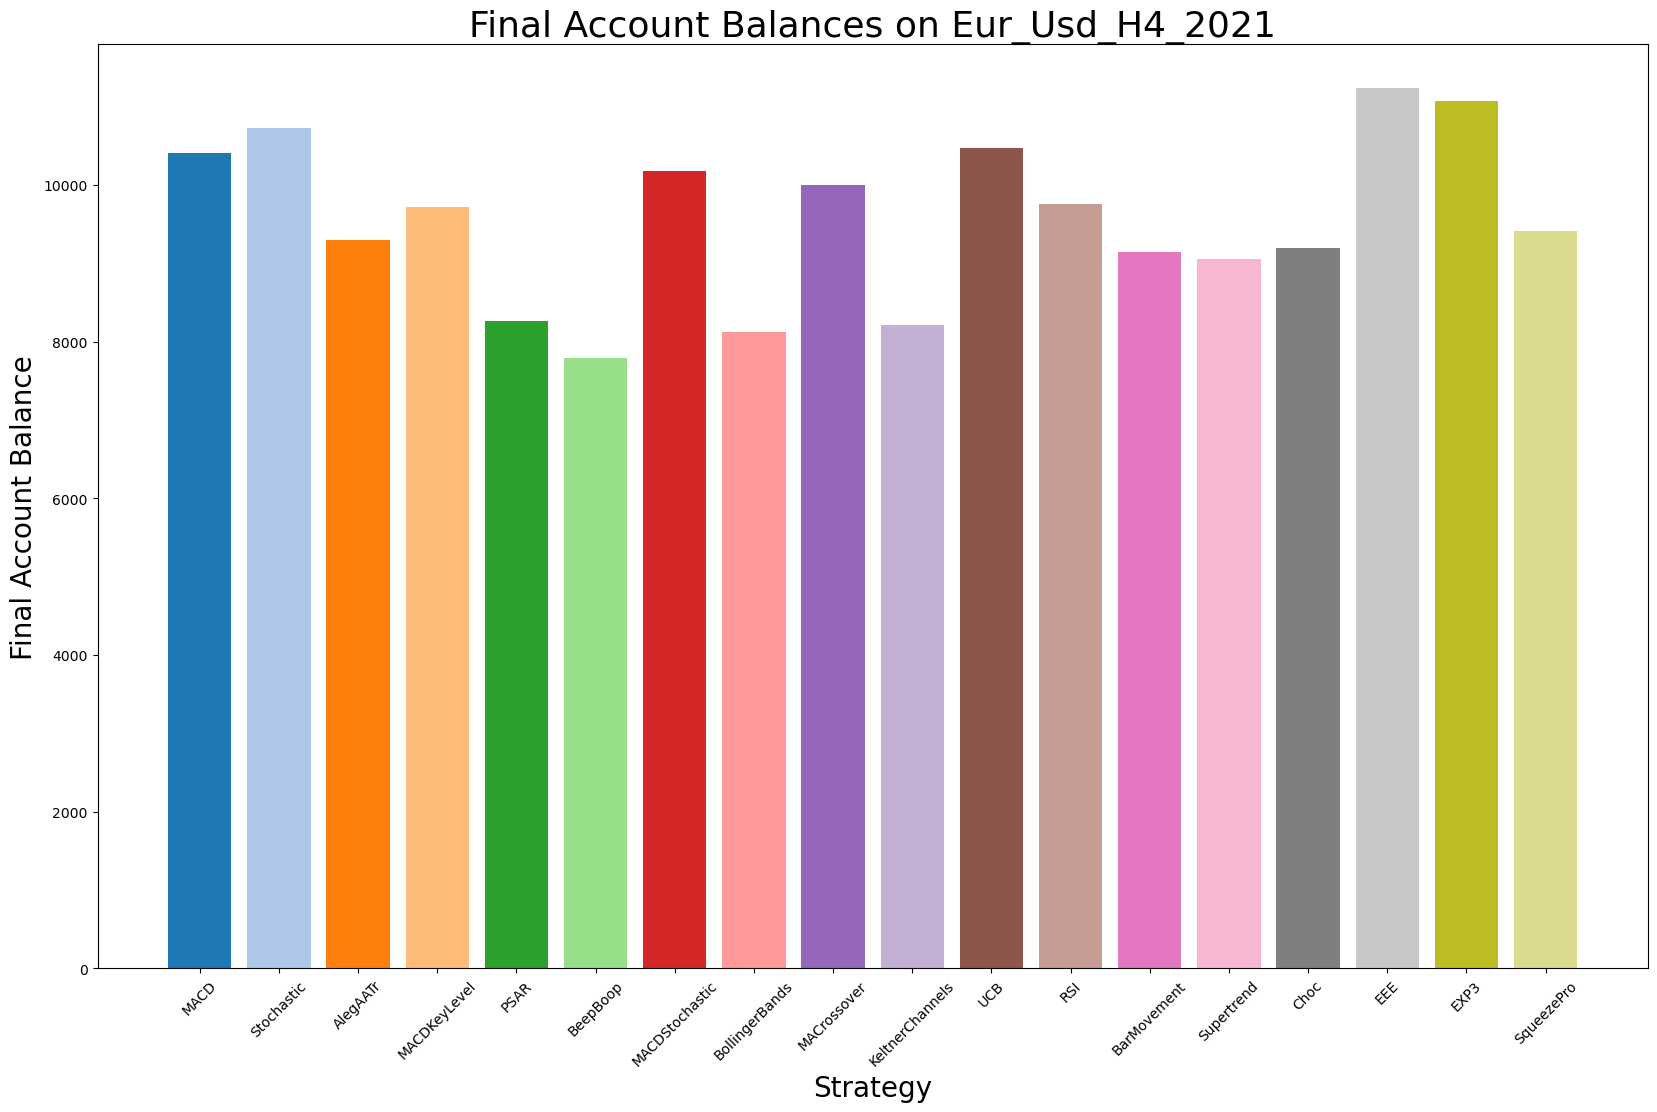 Final Account Balances on Eur_Usd_H4_2021
Final Account Balance
10000
8000
6000
4000
2000
0
MACD
Stochastic
AlegAATr
MACDKeyLevel
PSAR
BeepBoop
MACDStochastic
BollingerBands
MACrossover
KeltnerChannels
UCB
RSI
BarMovement
Supertrend
Choc
EEE
EXP3
SqueezePro
Strategy